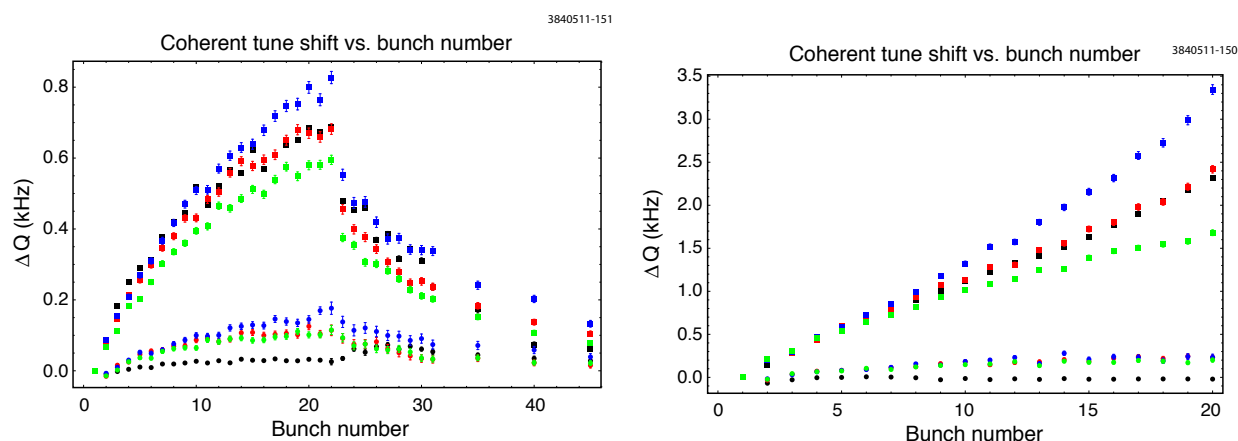 3840511-151
Coherent tune shift vs. bunch number
0.8
0.6
0.4
0.2
0.0
ΔQ (kHz)
0 10 20 30 40
Bunch number
Coherent tune shift vs. bunch number
3840511-150
3.5
3.0
2.5
2.0
1.5
1.0
0.5
0.0
ΔQ (kHz)
0 5 10 15 20
Bunch number